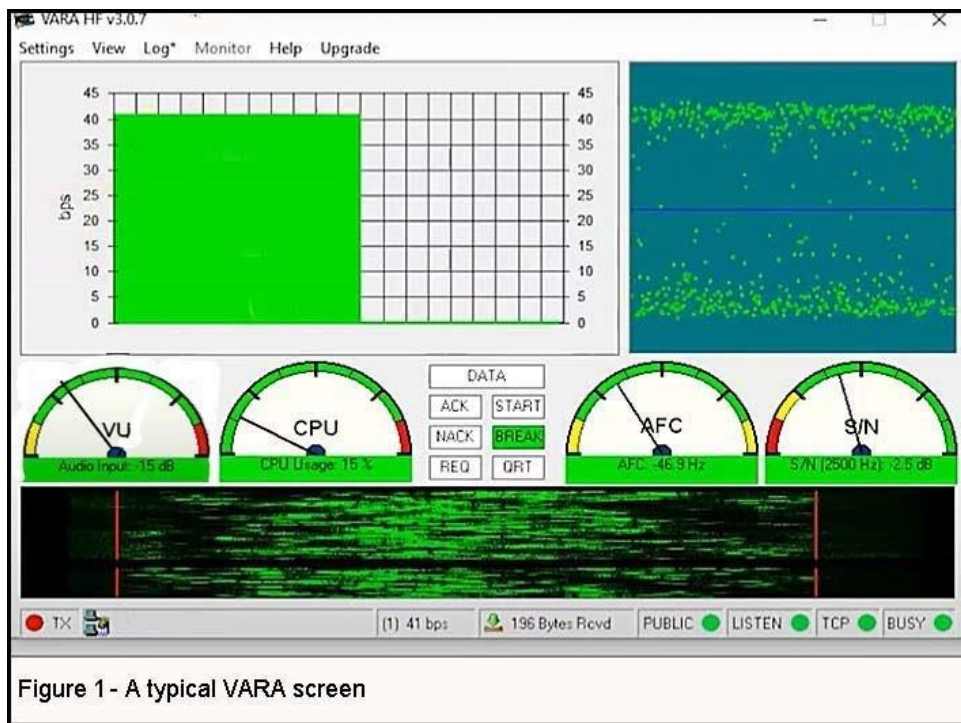 VARA HF v3.0.7
Settings View Log* Monitor Help Upgrade
45 45
40 40
35 35
30 30
25 25
20 20
15 15
10 10
5 5
0 0
bps
DATA
ACK START
NACK BREAK
REQ QRT
VU
Audio Input: -15 dB
CPU
CPU Usage: 15 %
AFC
AFC: -46.9 Hz
S/N
S/N (2500 Hz): -2.5 dB
TX (1) 41 bps 196 Bytes Rcvd PUBLIC LISTEN TCP BUSY
Figure 1 - A typical VARA screen